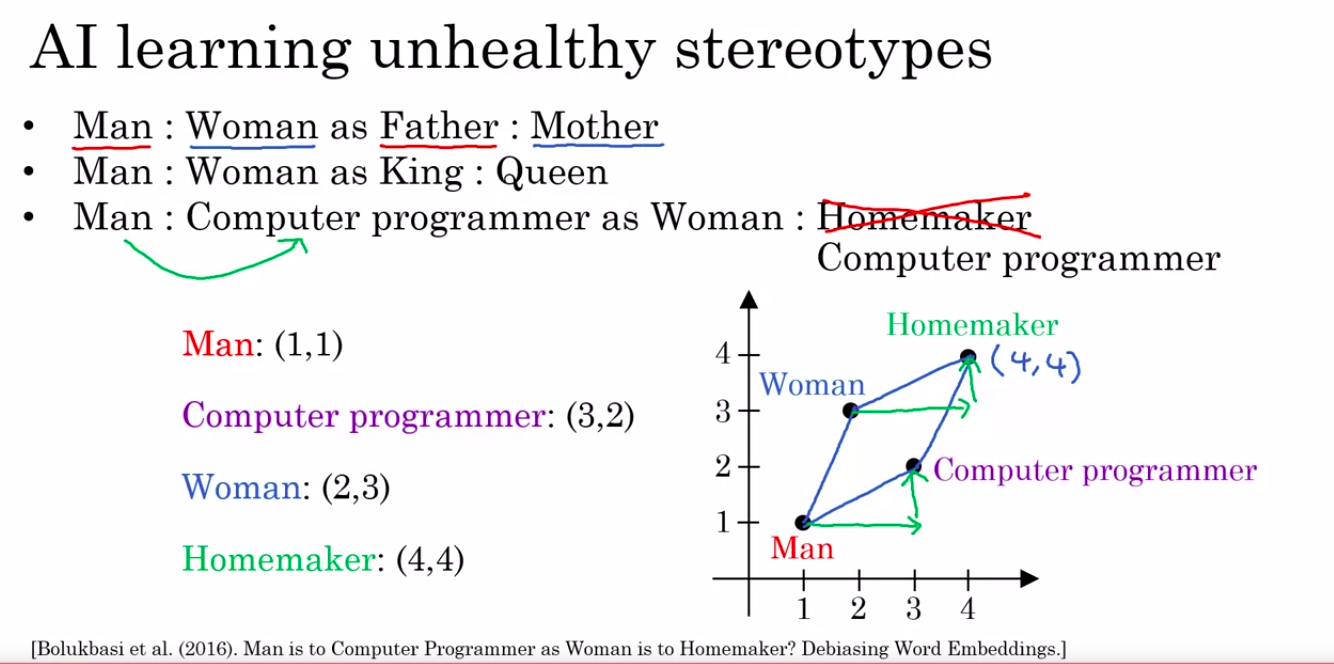 AI learning unhealthy stereotypes
• Man : Woman as Father : Mother
• Man : Woman as King : Queen
• Man : Computer programmer as Woman : Homemaker
Computer programmer
Man: (1,1)
Computer programmer: (3,2)
Woman: (2,3)
Homemaker: (4,4)
Homemaker
4
(4,4)
Woman
3
2
Computer programmer
1
Man
1 2 3 4
[Bolukbasi et al. (2016). Man is to Computer Programmer as Woman is to Homemaker? Debiasing Word Embeddings.]